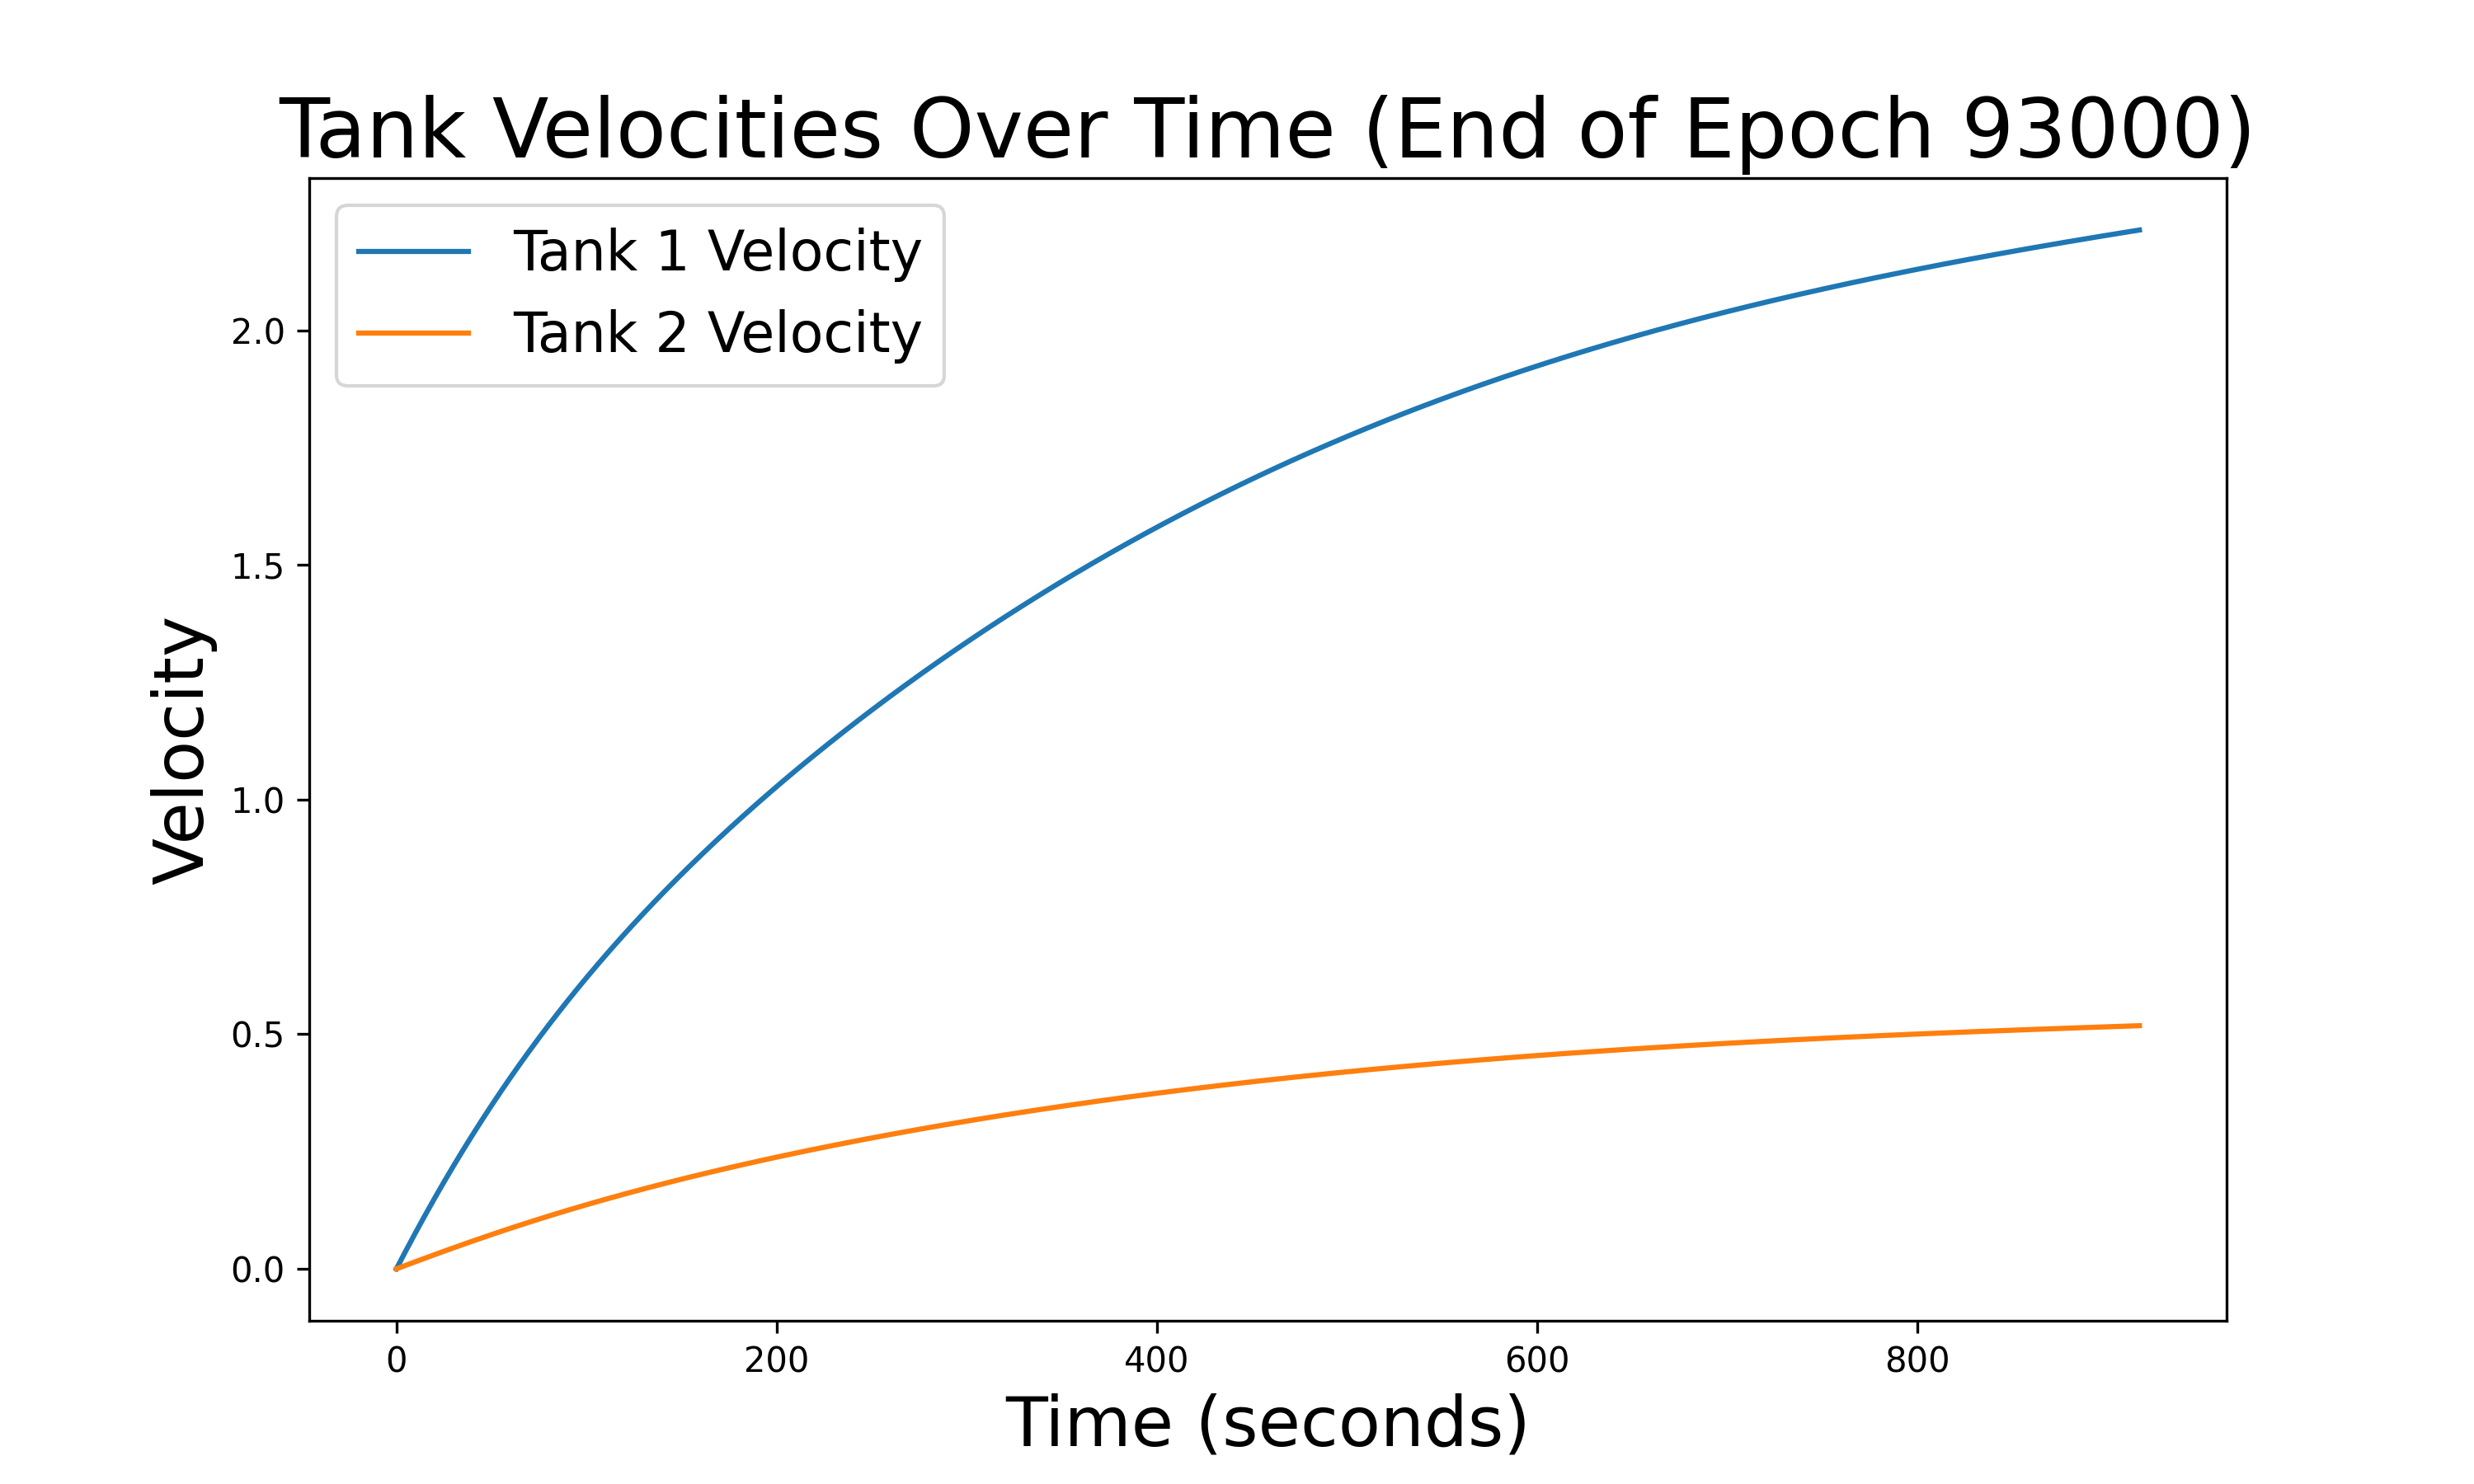 Tank Velocities Over Time (End of Epoch 93000)
Tank 1 Velocity
Tank 2 Velocity
Velocity
2.0
1.5
1.0
0.5
0.0
0 200 400 600 800
Time (seconds)